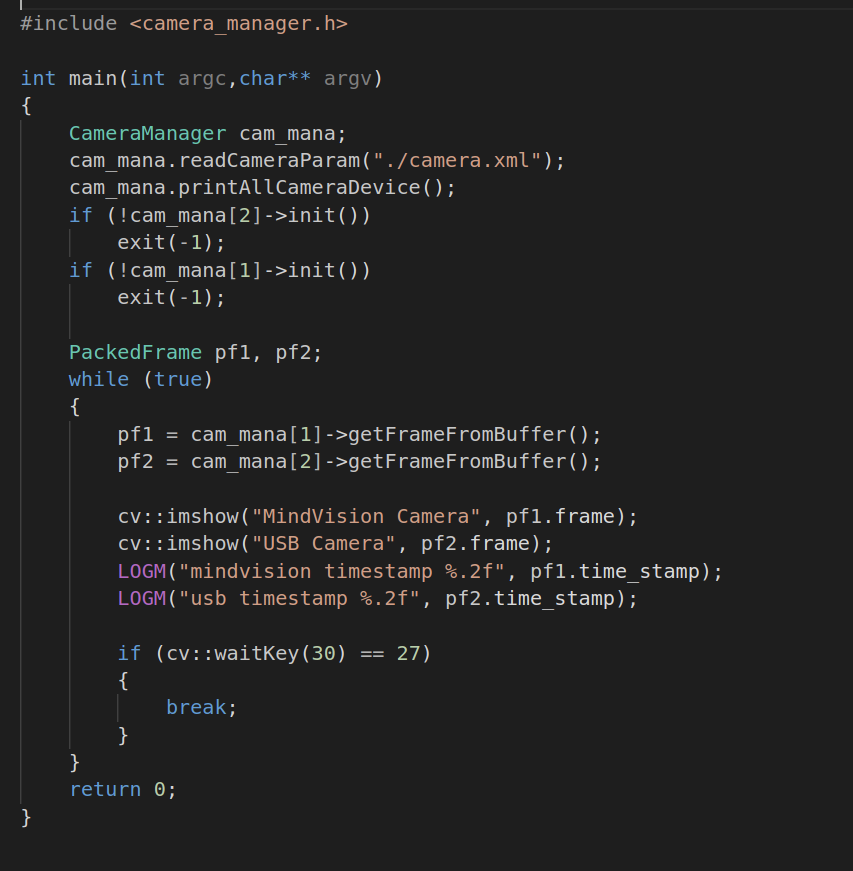 #include <camera_manager.h>
int main(int argc,char** argv)
{
CameraManager cam_mana;
cam_mana.readCameraParam("./camera.xml");
cam_mana.printAllCameraDevice();
if (!cam_mana[2]->init())
exit(-1);
if (!cam_mana[1]->init())
exit(-1);
PackedFrame pf1, pf2;
while (true)
{
pf1 = cam_mana[1]->getFrameFromBuffer();
pf2 = cam_mana[2]->getFrameFromBuffer();
cv::imshow("MindVision Camera", pf1.frame);
cv::imshow("USB Camera", pf2.frame);
LOGM("mindvision timestamp %.2f", pf1.time_stamp);
LOGM("usb timestamp %.2f", pf2.time_stamp);
if (cv::waitKey(30) == 27)
{
break;
}
}
return 0;
}